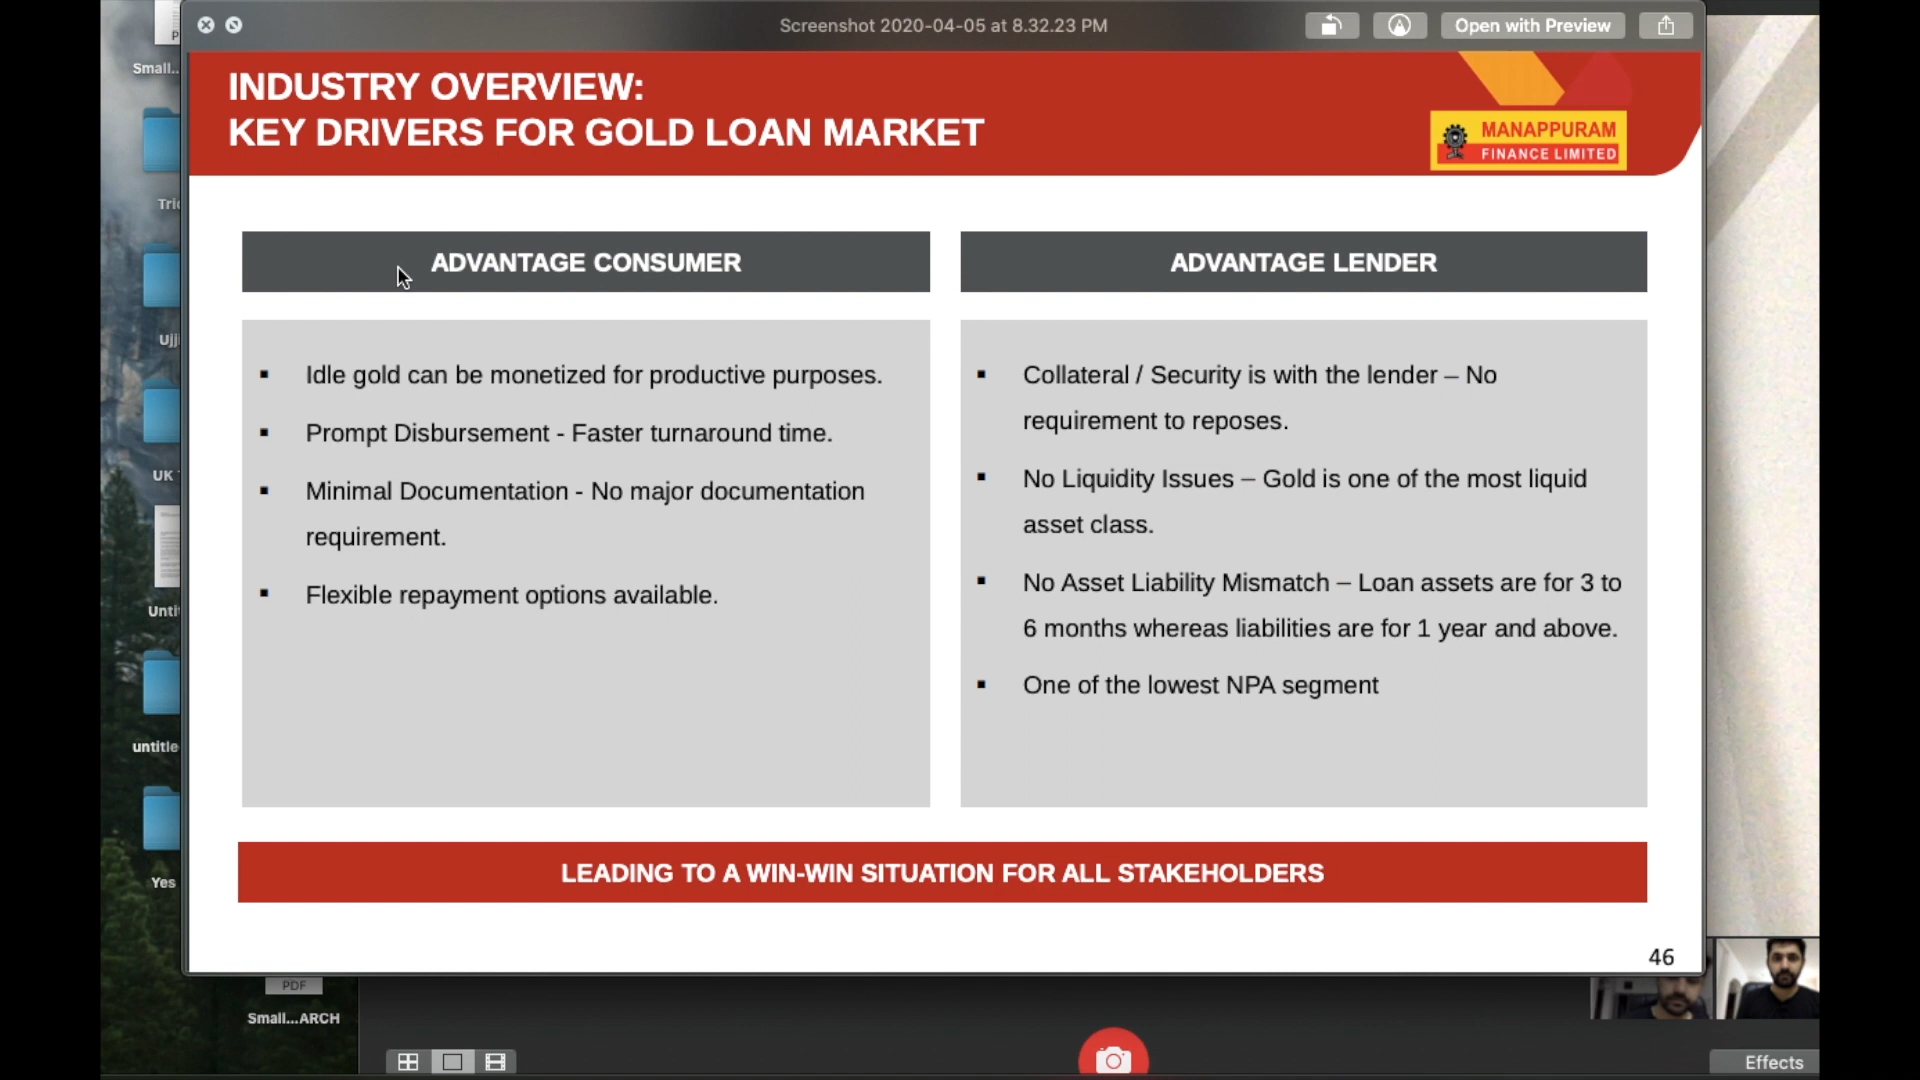 Screenshot 2020-04-05 at 8.32.23 PM
Open with Preview
Small...
Tric
Ujj
UK
Unti
untitle
Yes
INDUSTRY OVERVIEW:
KEY DRIVERS FOR GOLD LOAN MARKET
MANAPPURAM
FINANCE LIMITED
ADVANTAGE CONSUMER
▪ Idle gold can be monetized for productive purposes.
▪ Prompt Disbursement - Faster turnaround time.
▪ Minimal Documentation - No major documentation
requirement.
▪ Flexible repayment options available.
ADVANTAGE LENDER
▪ Collateral / Security is with the lender – No
requirement to reposes.
▪ No Liquidity Issues – Gold is one of the most liquid
asset class.
▪ No Asset Liability Mismatch – Loan assets are for 3 to
6 months whereas liabilities are for 1 year and above.
▪ One of the lowest NPA segment
LEADING TO A WIN-WIN SITUATION FOR ALL STAKEHOLDERS
46
PDF
Small...ARCH
Effects